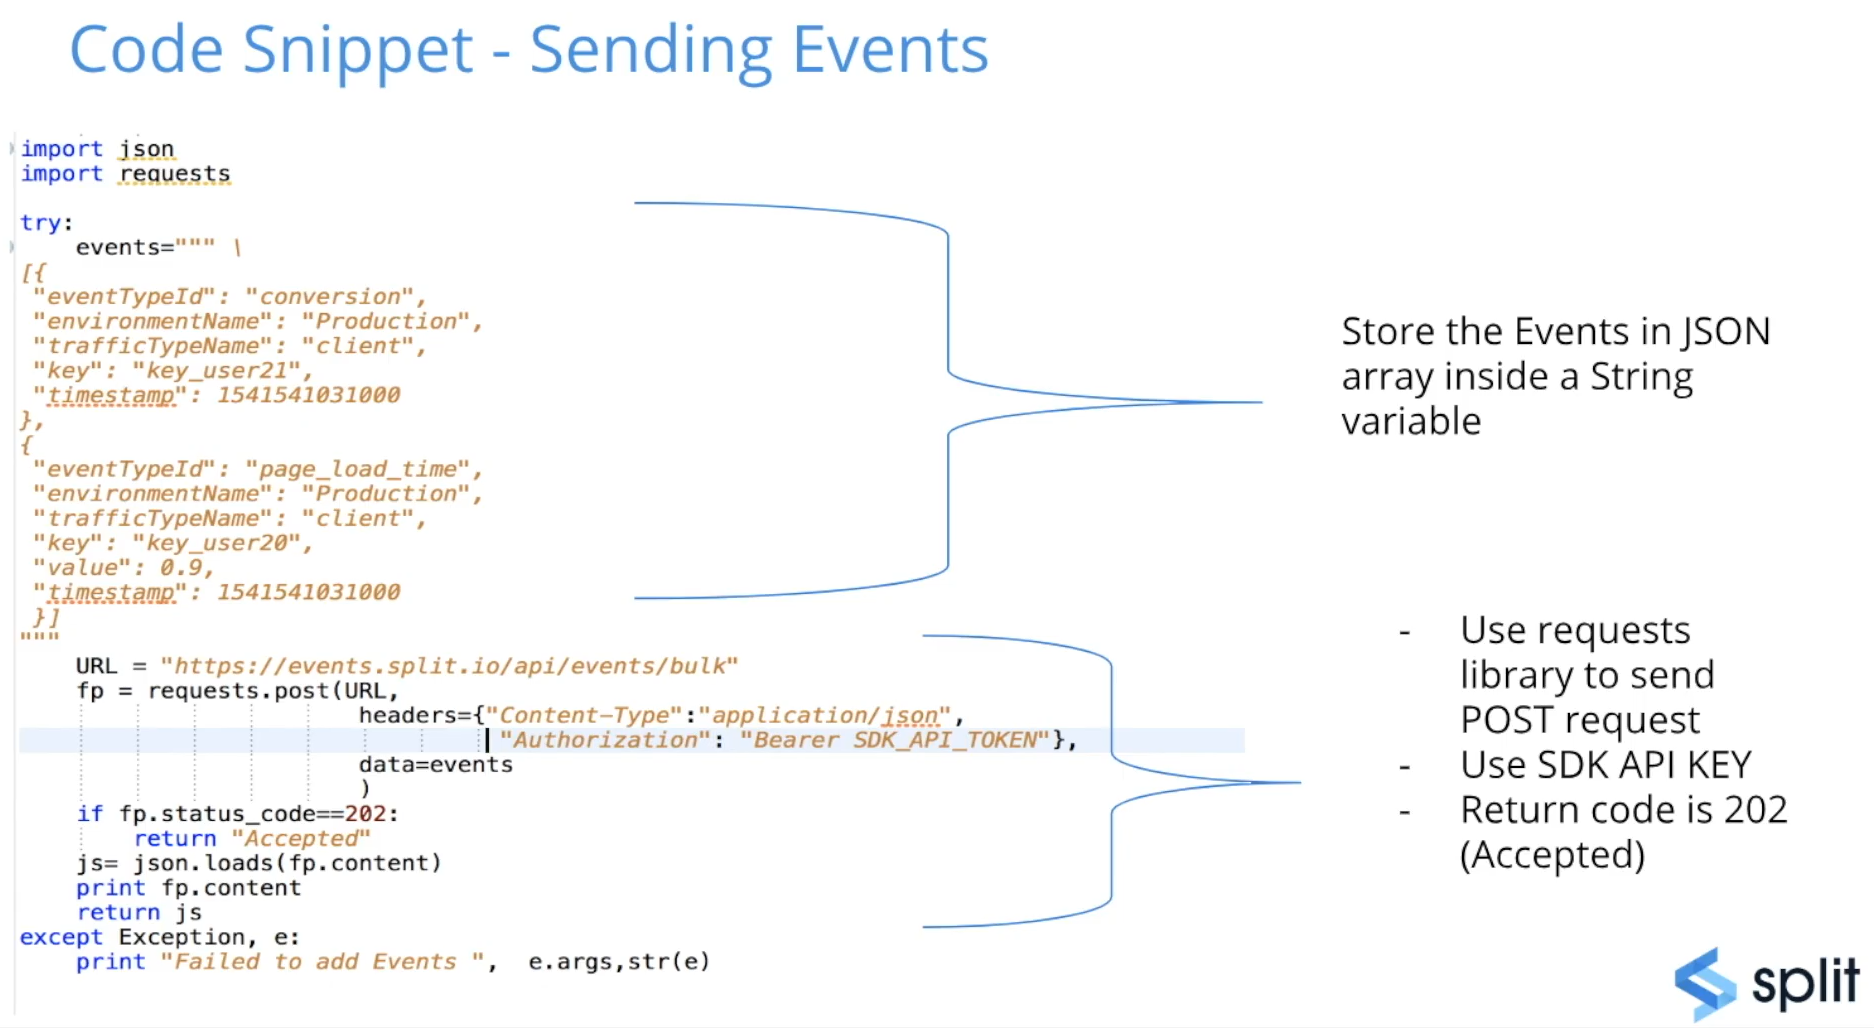 Code Snippet - Sending Events
import json
import requests
try:
events=""" \
[{
"eventTypeId": "conversion",
"environmentName": "Production",
"trafficTypeName": "client",
"key": "key_user21",
"timestamp": 1541541031000
},
{
"eventTypeId": "page_load_time",
"environmentName": "Production",
"trafficTypeName": "client",
"key": "key_user20",
"value": 0.9,
"timestamp": 1541541031000
}]
"""
URL = "https://events.split.io/api/events/bulk"
fp = requests.post(URL,
headers={"Content-Type":"application/json",
"Authorization": "Bearer SDK_API_TOKEN"},
data=events
)
if fp.status_code==202:
return "Accepted"
js= json.loads(fp.content)
print fp.content
return js
except Exception, e:
print "Failed to add Events ", e.args,str(e)
Store the Events in JSON
array inside a String
variable
- Use requests
library to send
POST request
- Use SDK API KEY
- Return code is 202
(Accepted)
split